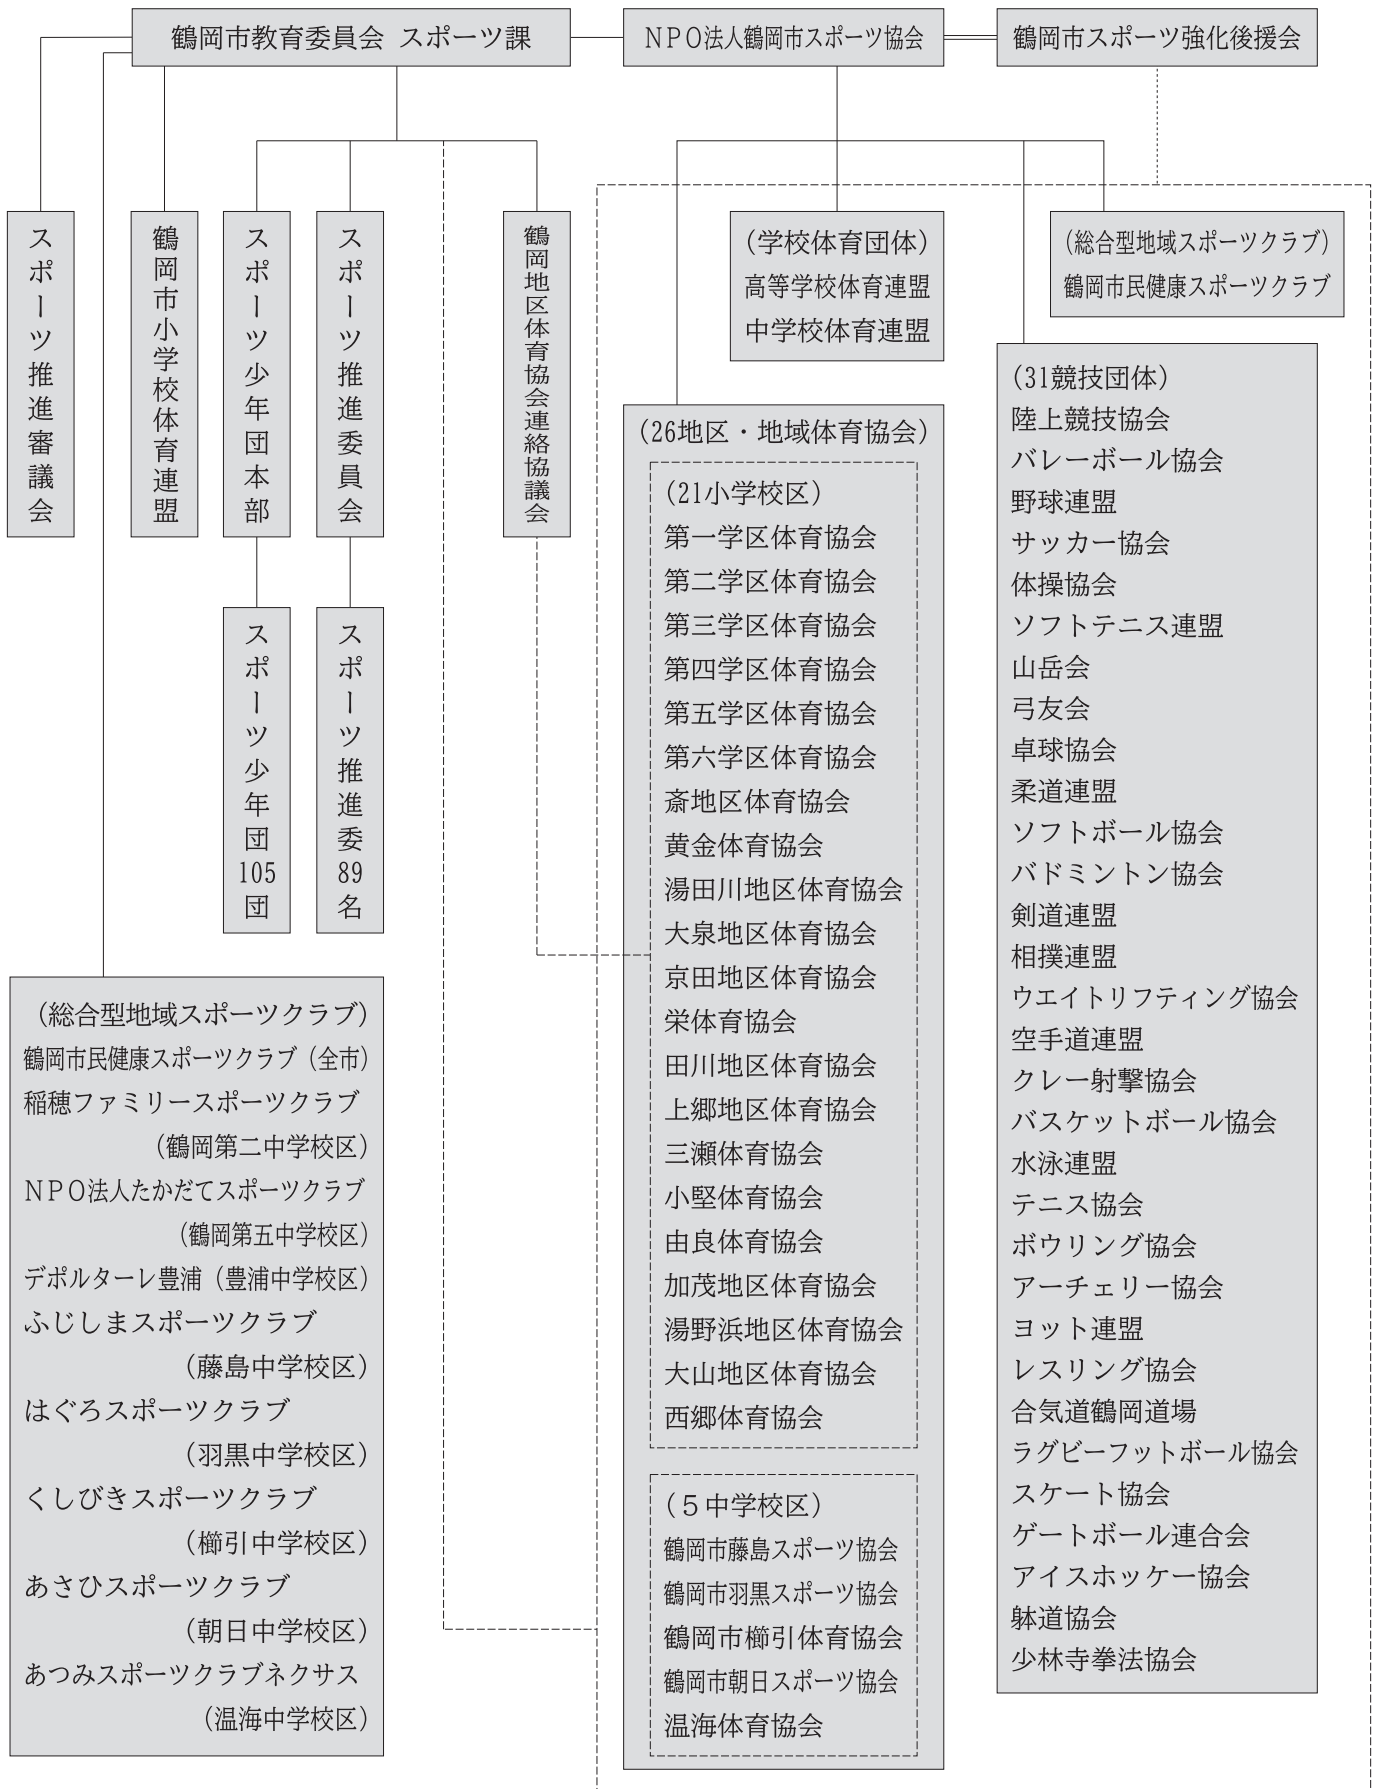 鶴岡市教育委員会 スポーツ課
NPO法人鶴岡市スポーツ協会
鶴岡市スポーツ強化後援会
スポーツ推進審議会
鶴岡市小学校体育連盟
スポーツ少年団本部
スポーツ推進委員会
鶴岡地区体育協会連絡協議会
スポーツ少年団105団
スポーツ推進委89名
(総合型地域スポーツクラブ)
鶴岡市民健康スポーツクラブ(全市)
稲穂ファミリースポーツクラブ
(鶴岡第二中学校区)
NPO法人たかだてスポーツクラブ
(鶴岡第五中学校区)
デポルターレ豊浦(豊浦中学校区)
ふじしまスポーツクラブ
(藤島中学校区)
はぐろスポーツクラブ
(羽黒中学校区)
くしびきスポーツクラブ
(櫛引中学校区)
あさひスポーツクラブ
(朝日中学校区)
あつみスポーツクラブネクサス
(温海中学校区)
(学校体育団体)
高等学校体育連盟
中学校体育連盟
(26地区・地域体育協会)
(21小学校区)
第一学区体育協会
第二学区体育協会
第三学区体育協会
第四学区体育協会
第五学区体育協会
第六学区体育協会
斎地区体育協会
黄金体育協会
湯田川地区体育協会
大泉地区体育協会
京田地区体育協会
栄体育協会
田川地区体育協会
上郷地区体育協会
三瀬体育協会
小堅体育協会
由良体育協会
加茂地区体育協会
湯野浜地区体育協会
大山地区体育協会
西郷体育協会
(5中学校区)
鶴岡市藤島スポーツ協会
鶴岡市羽黒スポーツ協会
鶴岡市櫛引体育協会
鶴岡市朝日スポーツ協会
温海体育協会
(総合型地域スポーツクラブ)
鶴岡市民健康スポーツクラブ
(31競技団体)
陸上競技協会
バレーボール協会
野球連盟
サッカー協会
体操協会
ソフトテニス連盟
山岳会
弓友会
卓球協会
柔道連盟
ソフトボール協会
バドミントン協会
剣道連盟
相撲連盟
ウエイトリフティング協会
空手道連盟
クレー射撃協会
バスケットボール協会
水泳連盟
テニス協会
ボウリング協会
アーチェリー協会
ヨット連盟
レスリング協会
合気道鶴岡道場
ラグビーフットボール協会
スケート協会
ゲートボール連合会
アイスホッケー協会
躰道協会
少林寺拳法協会